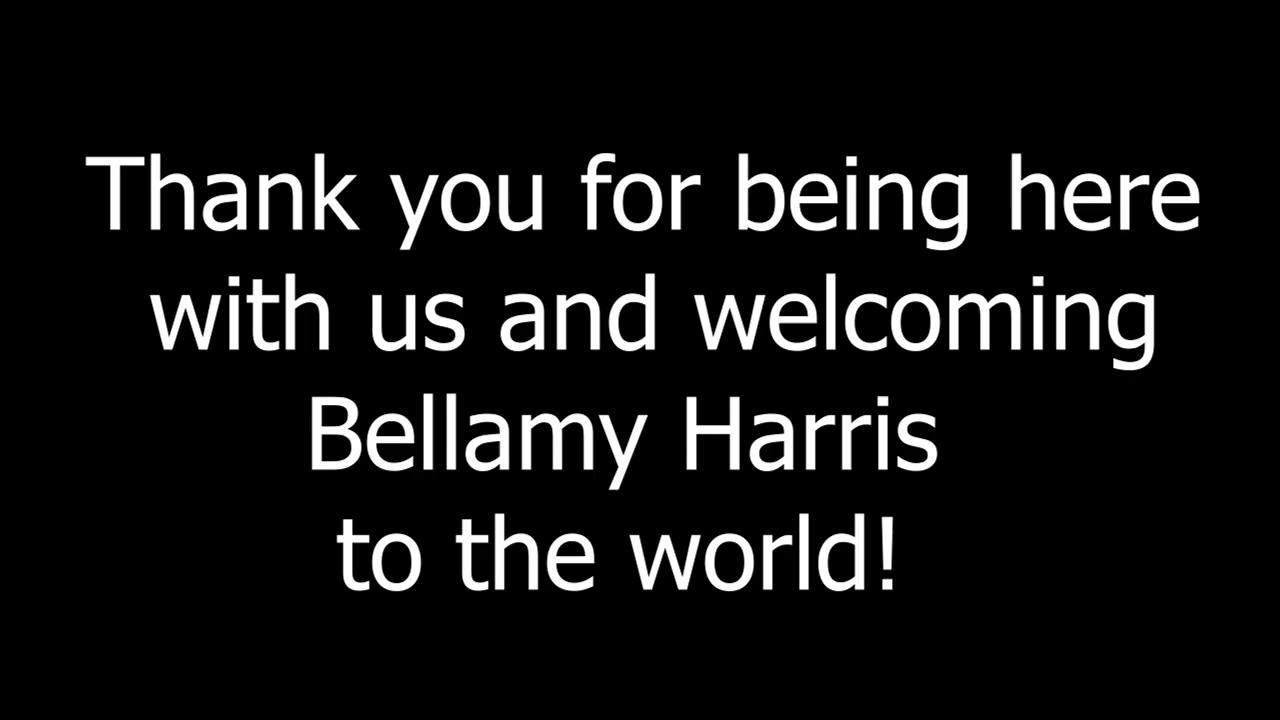 Thank you for being here
with us and welcoming
Bellamy Harris
to the world!